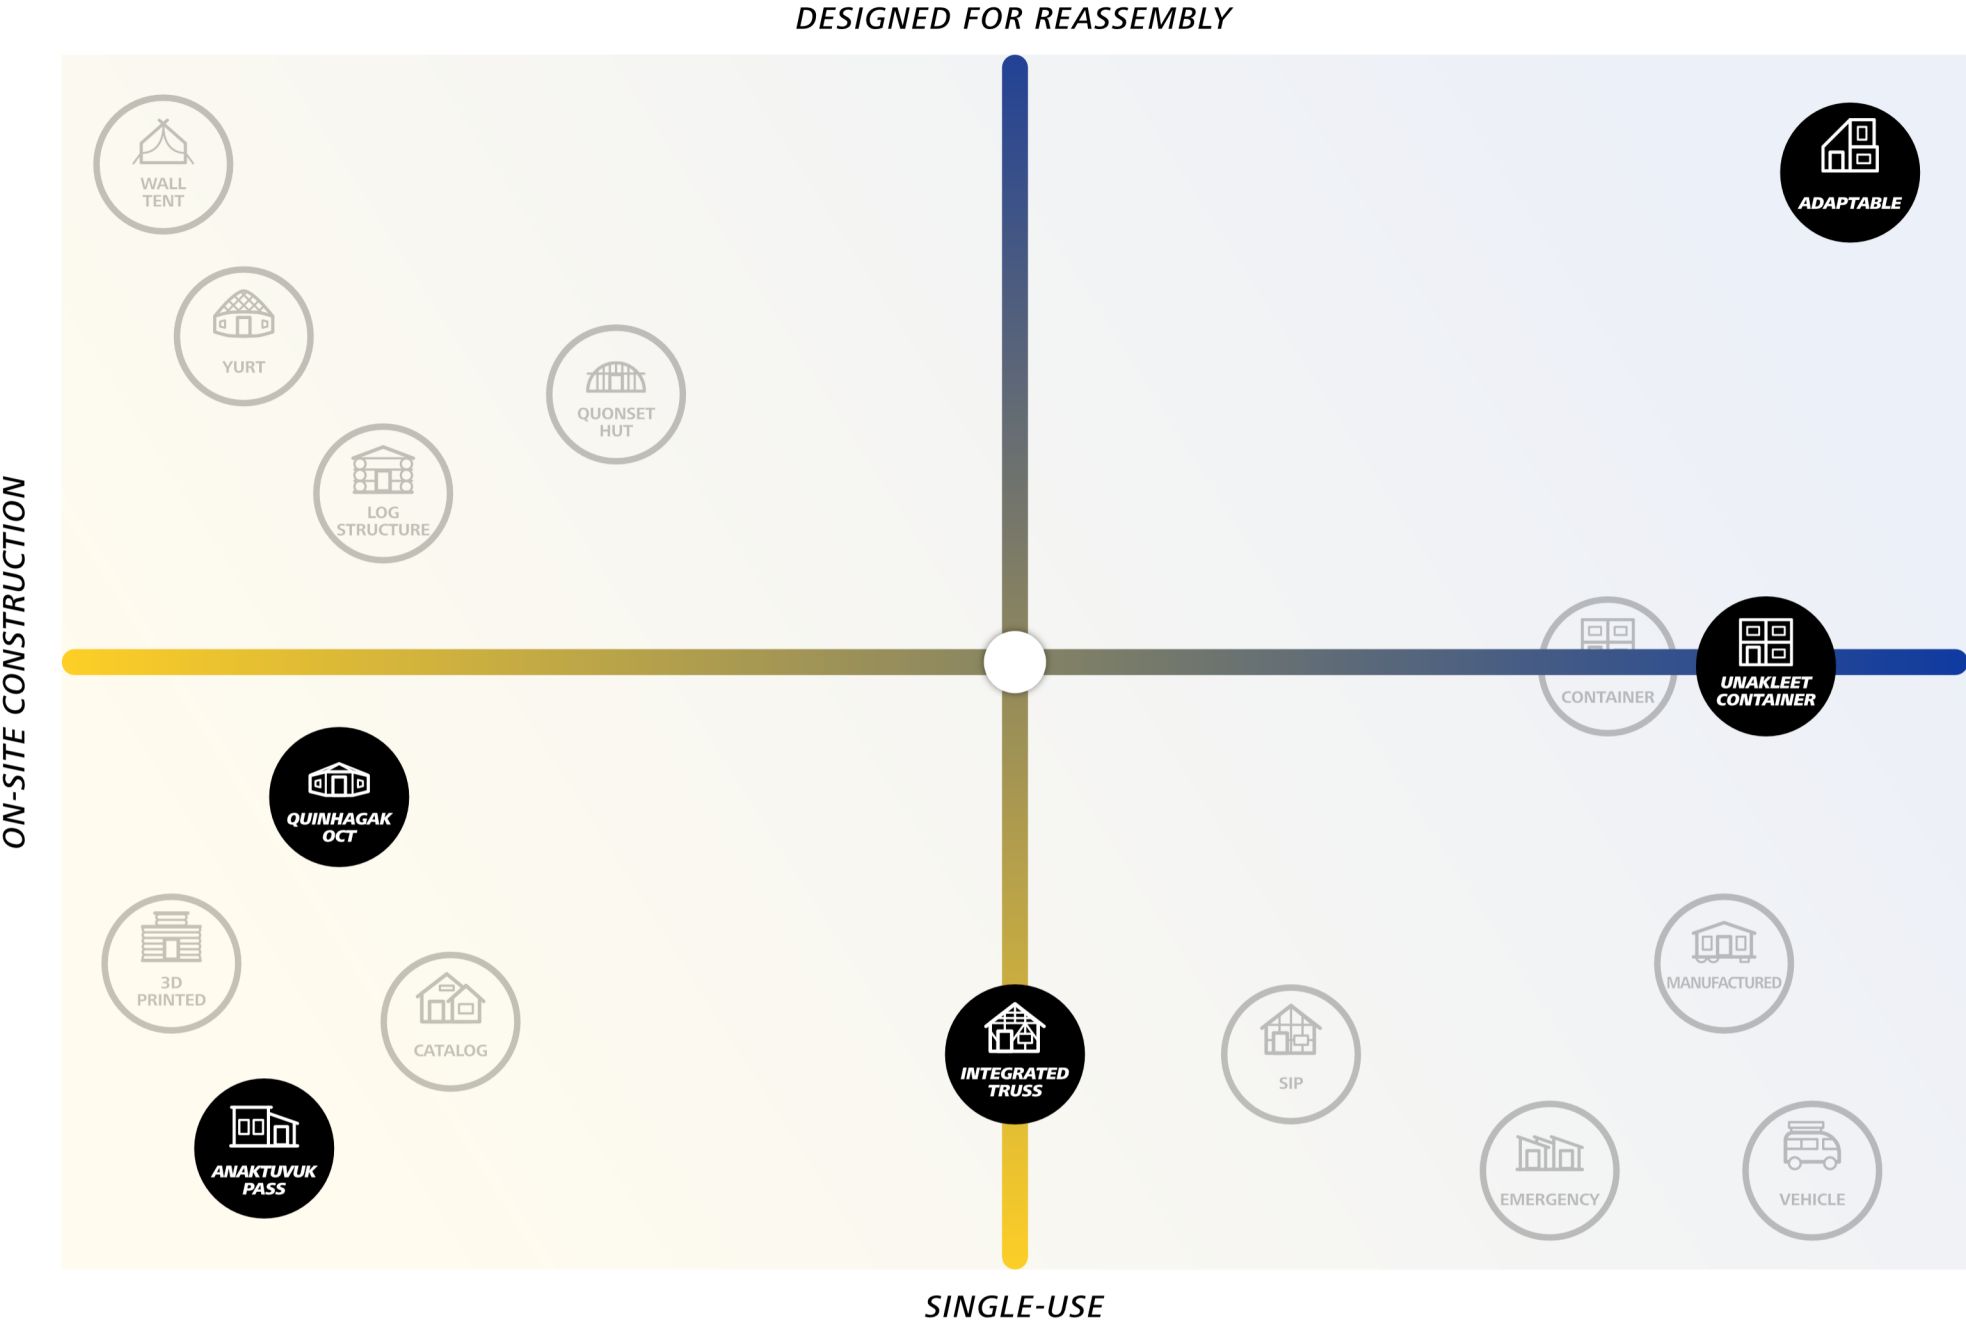 DESIGNED FOR REASSEMBLY
WALL
TENT
ADAPTABLE
YURT
QUONSET
HUT
LOG
STRUCTURE
ON-SITE CONSTRUCTION
CONTAINER
UNAKLEET
CONTAINER
QUINHAGAK
OCT
3D
PRINTED
CATALOG
INTEGRATED
TRUSS
SIP
MANUFACTURED
ANAKTUVUK
PASS
EMERGENCY
VEHICLE
SINGLE-USE